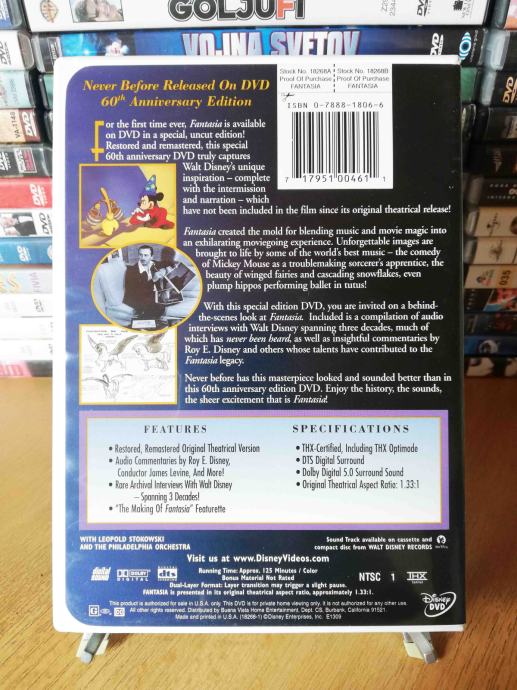 GOLJUFI
VOJNA SVETOV
Never Before Released On DVD
60th Anniversary Edition
Stock No. 18268A
Proof Of Purchase
FANTASIA
Stock No. 18268B
Proof Of Purchase
FANTASIA
ISBN 0-7888-1806-6
7 17951 00461 1
For the first time ever, Fantasia is available
on DVD in a special, uncut edition!
Restored and remastered, this special
60th anniversary DVD truly captures
Walt Disney's unique
inspiration – complete
with the intermission
and narration – which
have not been included in the film since its original theatrical release!
Fantasia created the mold for blending music and movie magic into
an exhilarating moviegoing experience. Unforgettable images are
brought to life by some of the world's best music – the comedy
of Mickey Mouse as a troublemaking sorcerer's apprentice, the
beauty of winged fairies and cascading snowflakes, even
plump hippos performing ballet in tutus!
With this special edition DVD, you are invited on a behind-
the-scenes look at Fantasia. Included is a compilation of audio
interviews with Walt Disney spanning three decades, much of
which has never been heard, as well as insightful commentaries by
Roy E. Disney and others whose talents have contributed to the
Fantasia legacy.
Never before has this masterpiece looked and sounded better than in
this 60th anniversary edition DVD. Enjoy the history, the sounds,
the sheer excitement that is Fantasia!
FEATURES
• Restored, Remastered Original Theatrical Version
• Audio Commentaries by Roy E. Disney,
Conductor James Levine, And More!
• Rare Archival Interviews With Walt Disney
– Spanning 3 Decades!
• "The Making Of Fantasia" Featurette
SPECIFICATIONS
• THX-Certified, Including THX Optimode
• DTS Digital Surround
• Dolby Digital 5.0 Surround Sound
• Original Theatrical Aspect Ratio: 1.33:1
WITH LEOPOLD STOKOWSKI
AND THE PHILADELPHIA ORCHESTRA
Sound Track available on cassette and
compact disc from WALT DISNEY RECORDS
Visit us at www.DisneyVideos.com
Running Time: Approx. 125 Minutes / Color
Bonus Material Not Rated
Dual-Layer Format: Layer transition may trigger a slight pause.
FANTASIA is presented in its original theatrical aspect ratio, approximately 1.33:1.
digital sound
DOLBY DIGITAL
dts
NTSC 1 THX
This product is authorized for sale in U.S.A. only. This DVD is for private home viewing only. It is not authorized for any other use.
All other rights reserved. Distributed by Buena Vista Home Entertainment, Dept. CS, Burbank, California 91521.
Made and printed in U.S.A. (18268-1) ©Disney Enterprises, Inc. E1309
G
Disney DVD